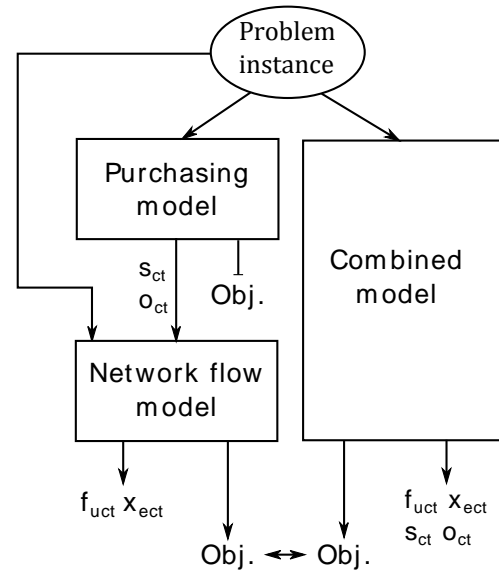 Problem
instance
Purchasing
model
s_ct
o_ct
Obj.
Combined
model
Network flow
model
f_uct x_ect
f_uct x_ect
s_ct o_ct
Obj.
Obj.